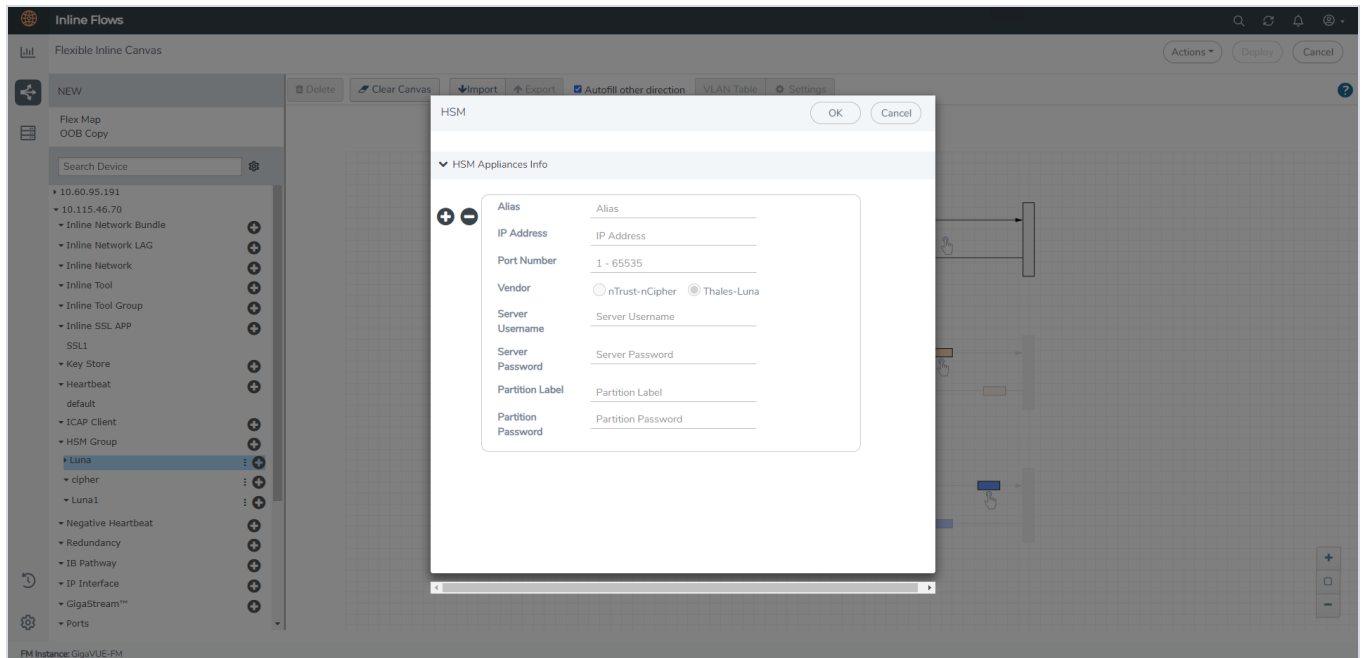 Inline Flows
Flexible Inline Canvas
Actions
Deploy
Cancel
NEW
Delete
Clear Canvas
Import
Export
Autofill other direction
VLAN Table
Settings
?
Flex Map
OOB Copy
Search Device
10.60.95.191
10.115.46.70
Inline Network Bundle
Inline Network LAG
Inline Network
Inline Tool
Inline Tool Group
Inline SSL APP
SSL1
Key Store
Heartbeat
default
ICAP Client
HSM Group
Luna
cipher
Luna1
Negative Heartbeat
Redundancy
IB Pathway
IP Interface
GigaStream™
Ports
HSM
OK
Cancel
HSM Appliances Info
Alias
Alias
IP Address
IP Address
Port Number
1 - 65535
Vendor
nTrust-nCipher
Thales-Luna
Server
Username
Server Username
Server
Password
Server Password
Partition Label
Partition Label
Partition
Password
Partition Password
FM Instance: GigaVUE-FM